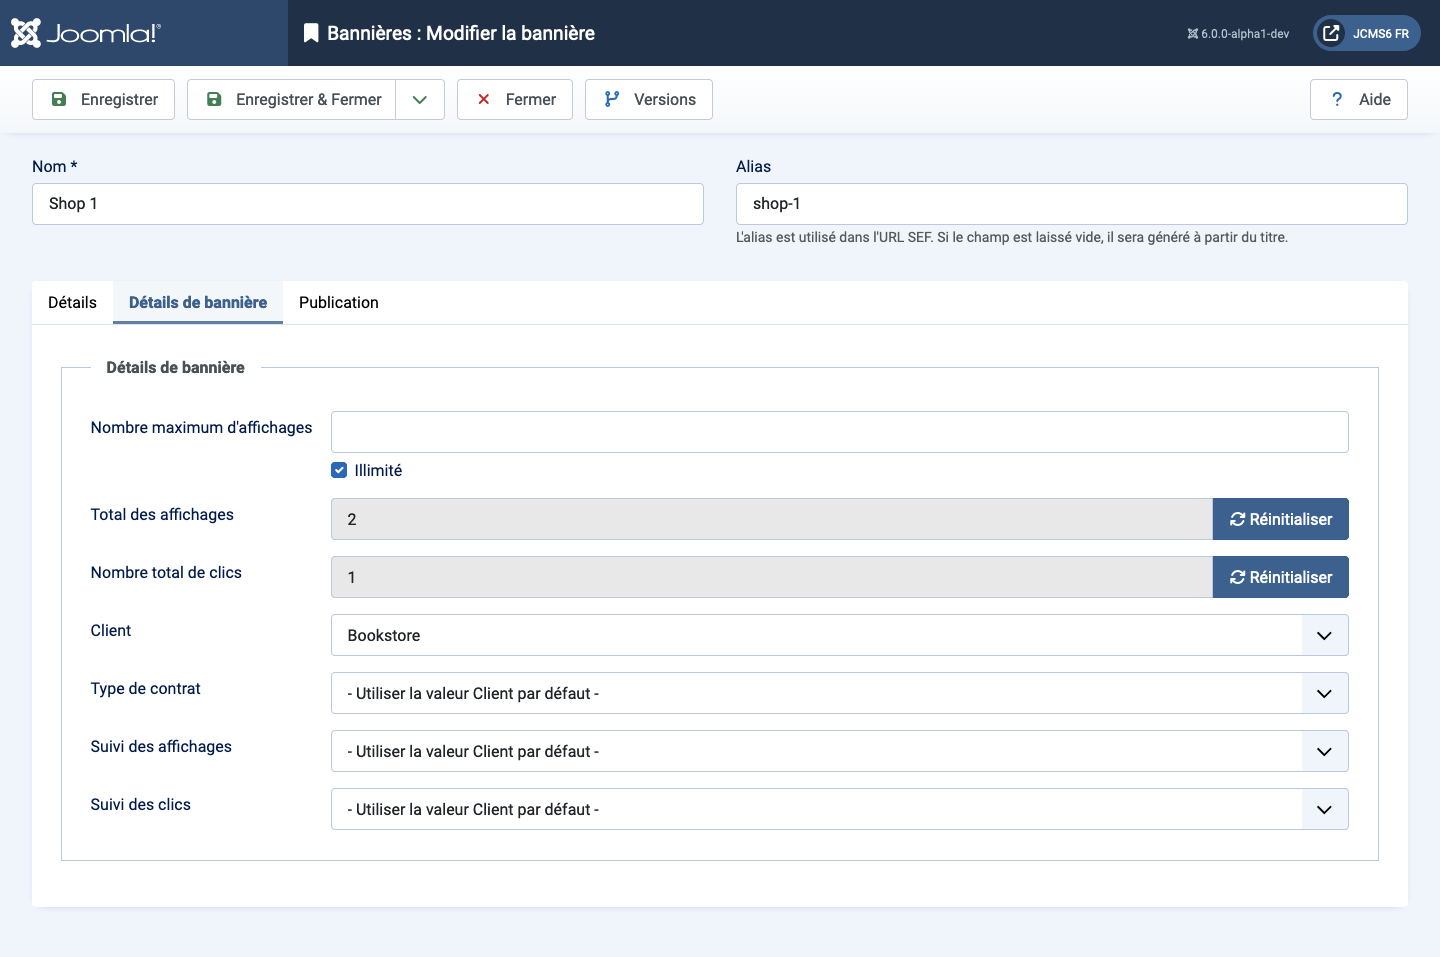 Joomla!®
Bannières : Modifier la bannière
6.0.0-alpha1-dev
JCMS6 FR
Enregistrer
Enregistrer & Fermer
Fermer
Versions
? Aide
Nom *
Alias
Shop 1
shop-1
L'alias est utilisé dans l'URL SEF. Si le champ est laissé vide, il sera généré à partir du titre.
Détails
Détails de bannière
Publication
Détails de bannière
Nombre maximum d'affichages
Illimité
Total des affichages
2
Réinitialiser
Nombre total de clics
1
Réinitialiser
Client
Bookstore
Type de contrat
- Utiliser la valeur Client par défaut -
Suivi des affichages
- Utiliser la valeur Client par défaut -
Suivi des clics
- Utiliser la valeur Client par défaut -